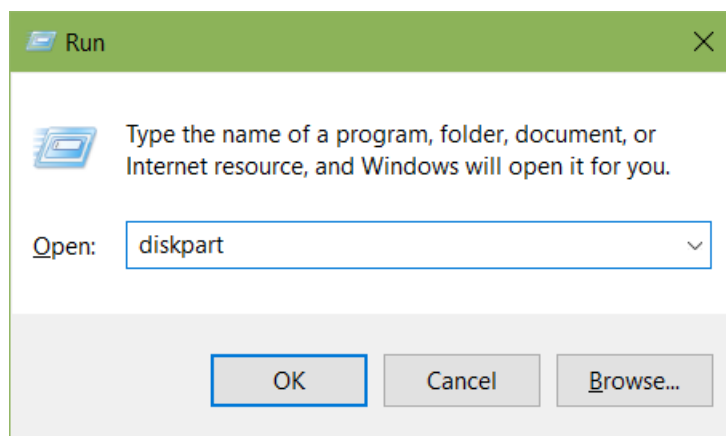 Run
Type the name of a program, folder, document, or
Internet resource, and Windows will open it for you.
Open: diskpart
OK Cancel Browse...